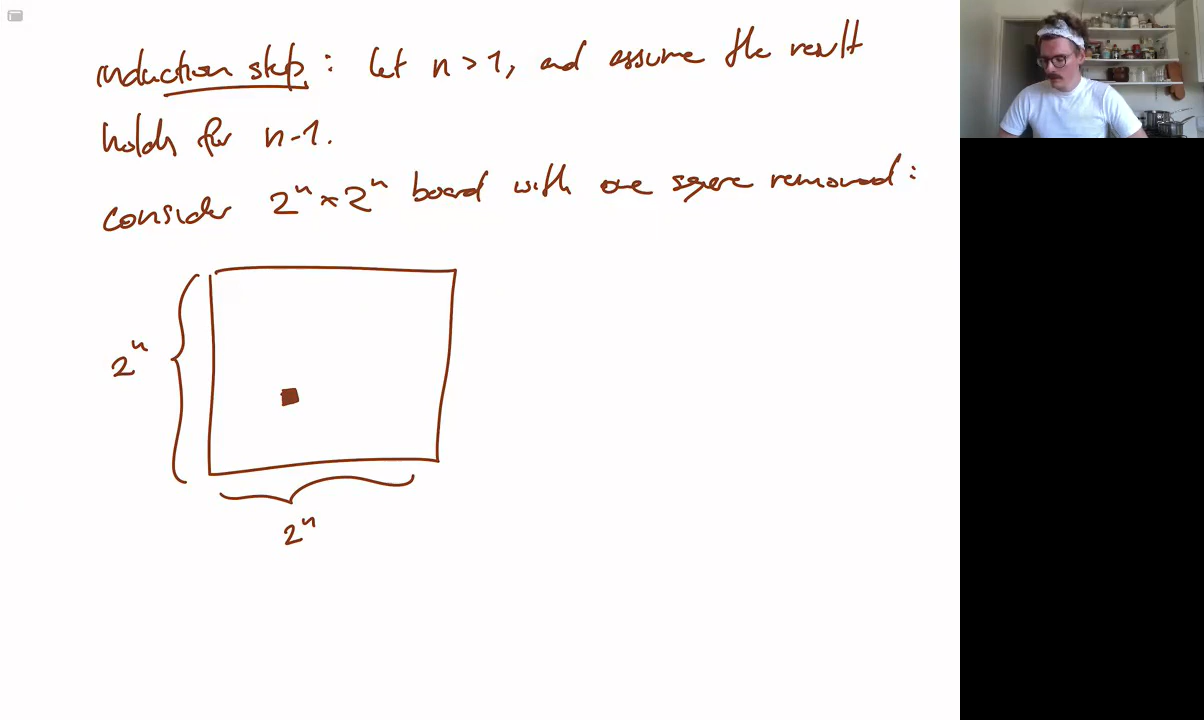 induction step: let n > 1, and assume the result
holds for n-1.
consider 2ⁿ × 2ⁿ board with one square removed:
2ⁿ
2ⁿ